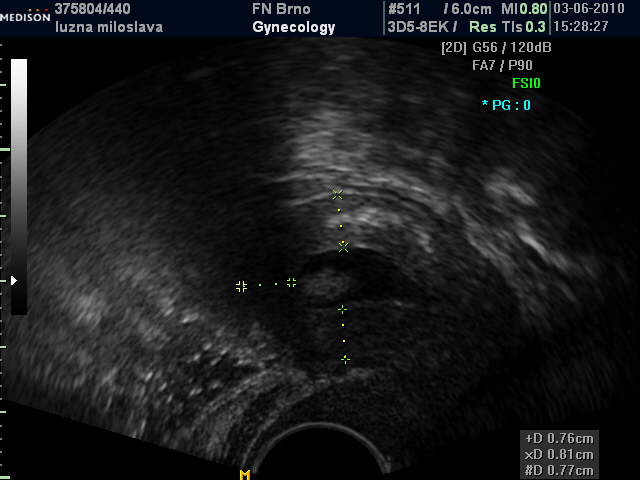 MEDISON 375804/440 FN Brno #511 / 6.0cm MI 0.80 03-06-2010
luzna miloslava Gynecology 3D5-8EK / Res TIs 0.3 15:28:27
[2D] G56 / 120dB
FA7 / P90
FSI0
* PG : 0
+D 0.76cm
xD 0.81cm
#D 0.77cm
M